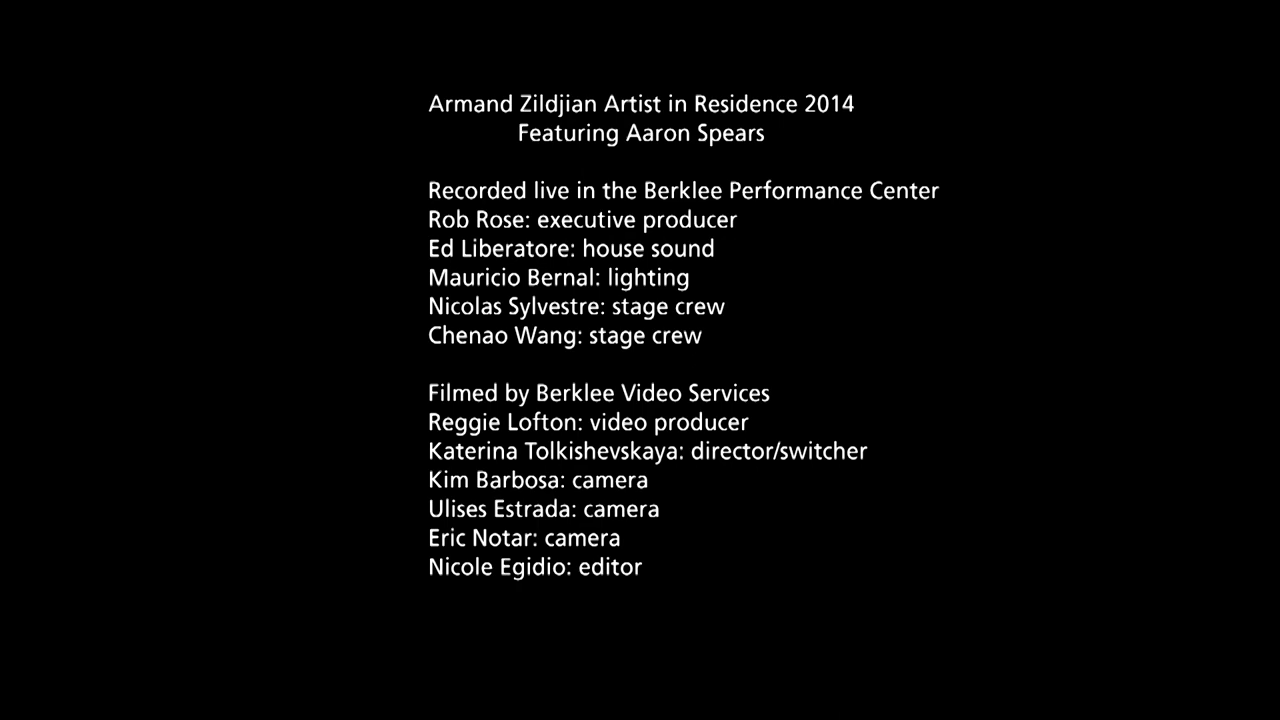 Armand Zildjian Artist in Residence 2014
Featuring Aaron Spears
Recorded live in the Berklee Performance Center
Rob Rose: executive producer
Ed Liberatore: house sound
Mauricio Bernal: lighting
Nicolas Sylvestre: stage crew
Chenao Wang: stage crew
Filmed by Berklee Video Services
Reggie Lofton: video producer
Katerina Tolkishevskaya: director/switcher
Kim Barbosa: camera
Ulises Estrada: camera
Eric Notar: camera
Nicole Egidio: editor